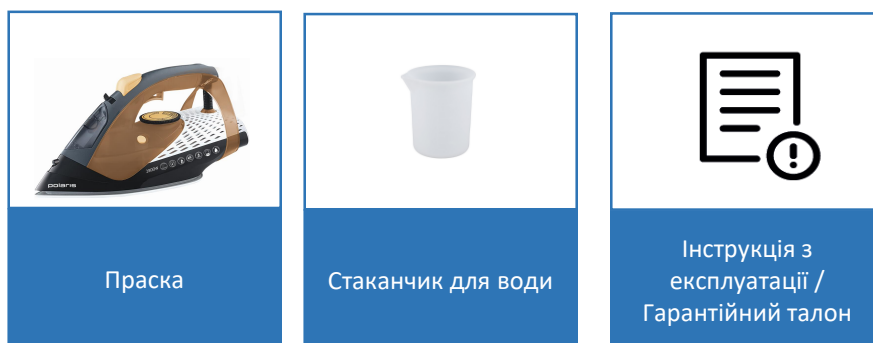 polaris
Праска
Стаканчик для води
Інструкція з
експлуатації /
Гарантійний талон